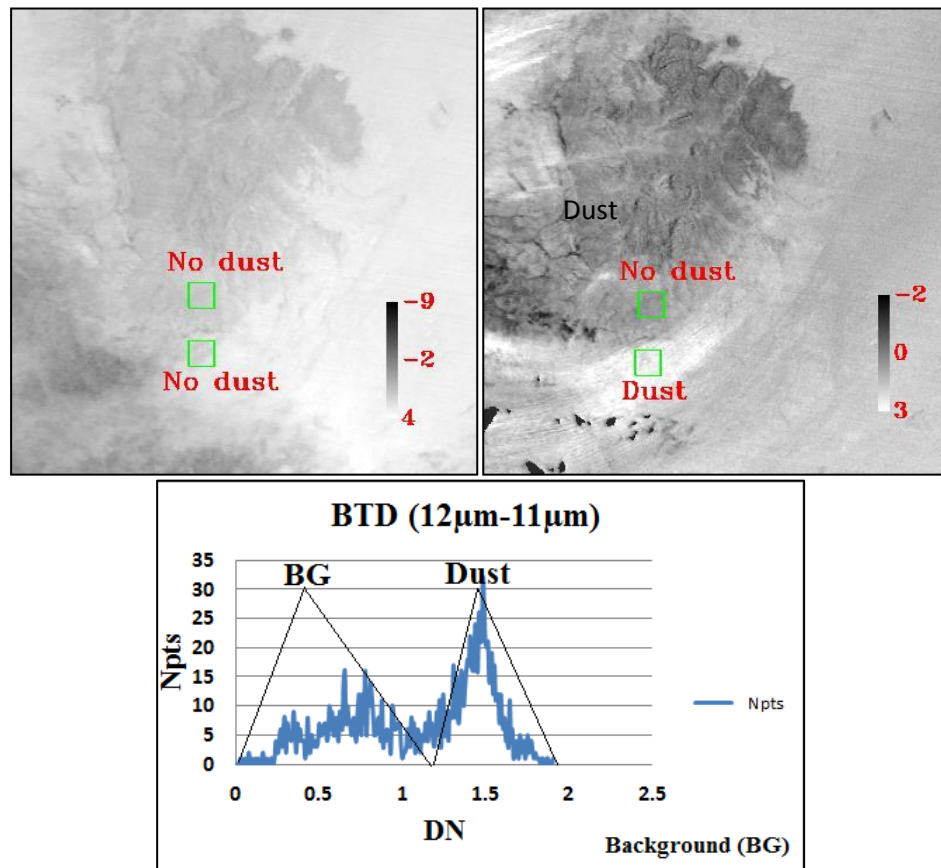 No dust
No dust
-9
-2
4
Dust
No dust
Dust
-2
0
3
BTD (12μm-11μm)
35
30
25
20
15
10
5
0
Npts
BG
Dust
0
0.5
1
1.5
2
2.5
DN
Npts
Background (BG)